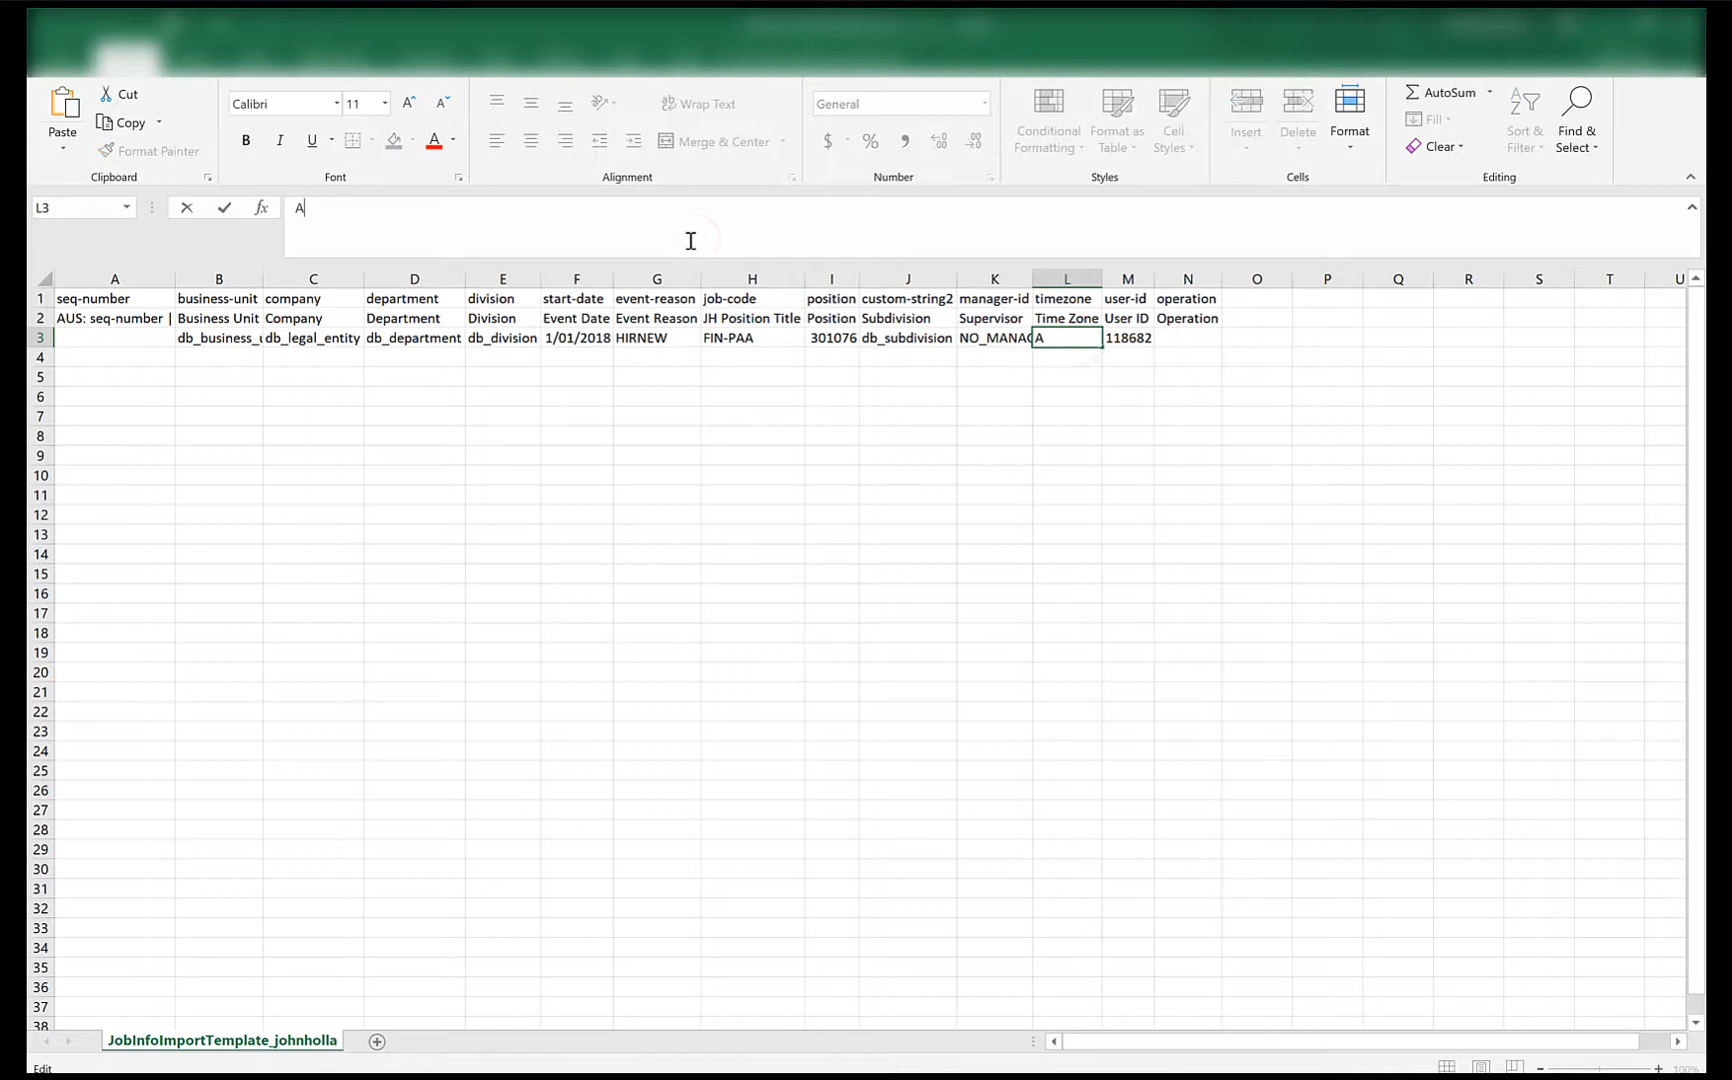 Cut
Copy
Paste
Format Painter
Clipboard
Calibri 11 A^ A˅
B I U A
Font
ab Wrap Text
Merge & Center
Alignment
General
$ % ,
Number
Conditional Formatting
Format as Table
Cell Styles
Styles
Insert
Delete
Format
Cells
AutoSum
Fill
Clear
Sort & Filter
Find & Select
Editing
L3 fx A
A B C D E F G H I J K L M N O P Q R S T U
1 seq-number business-unit company department division start-date event-reason job-code position custom-string2 manager-id timezone user-id operation
2 AUS: seq-number | Business Unit Company Department Division Event Date Event Reason JH Position Title Position Subdivision Supervisor Time Zone User ID Operation
3 db_business_u db_legal_entity db_department db_division 1/01/2018 HIRNEW FIN-PAA 301076 db_subdivision NO_MANAG A 118682
4
5
6
7
8
9
10
11
12
13
14
15
16
17
18
19
20
21
22
23
24
25
26
27
28
29
30
31
32
33
34
35
36
37
38
JobInfoImportTemplate_johnholla
Edit 100%